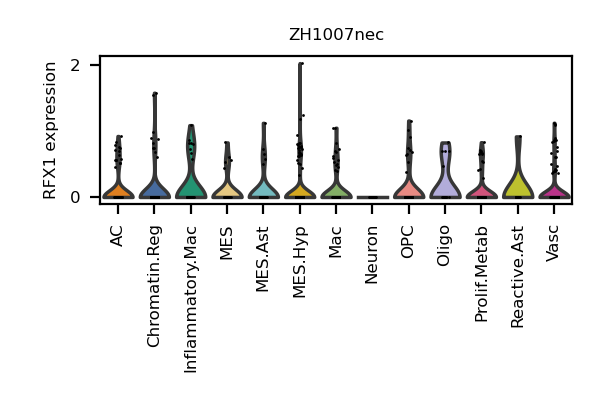 ZH1007nec
RFX1 expression
2
0
AC
Chromatin.Reg
Inflammatory.Mac
MES
MES.Ast
MES.Hyp
Mac
Neuron
OPC
Oligo
Prolif.Metab
Reactive.Ast
Vasc